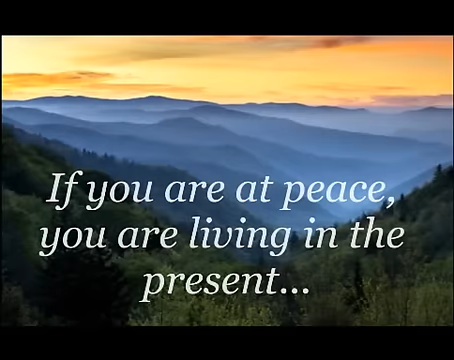 If you are at peace,
you are living in the
present...